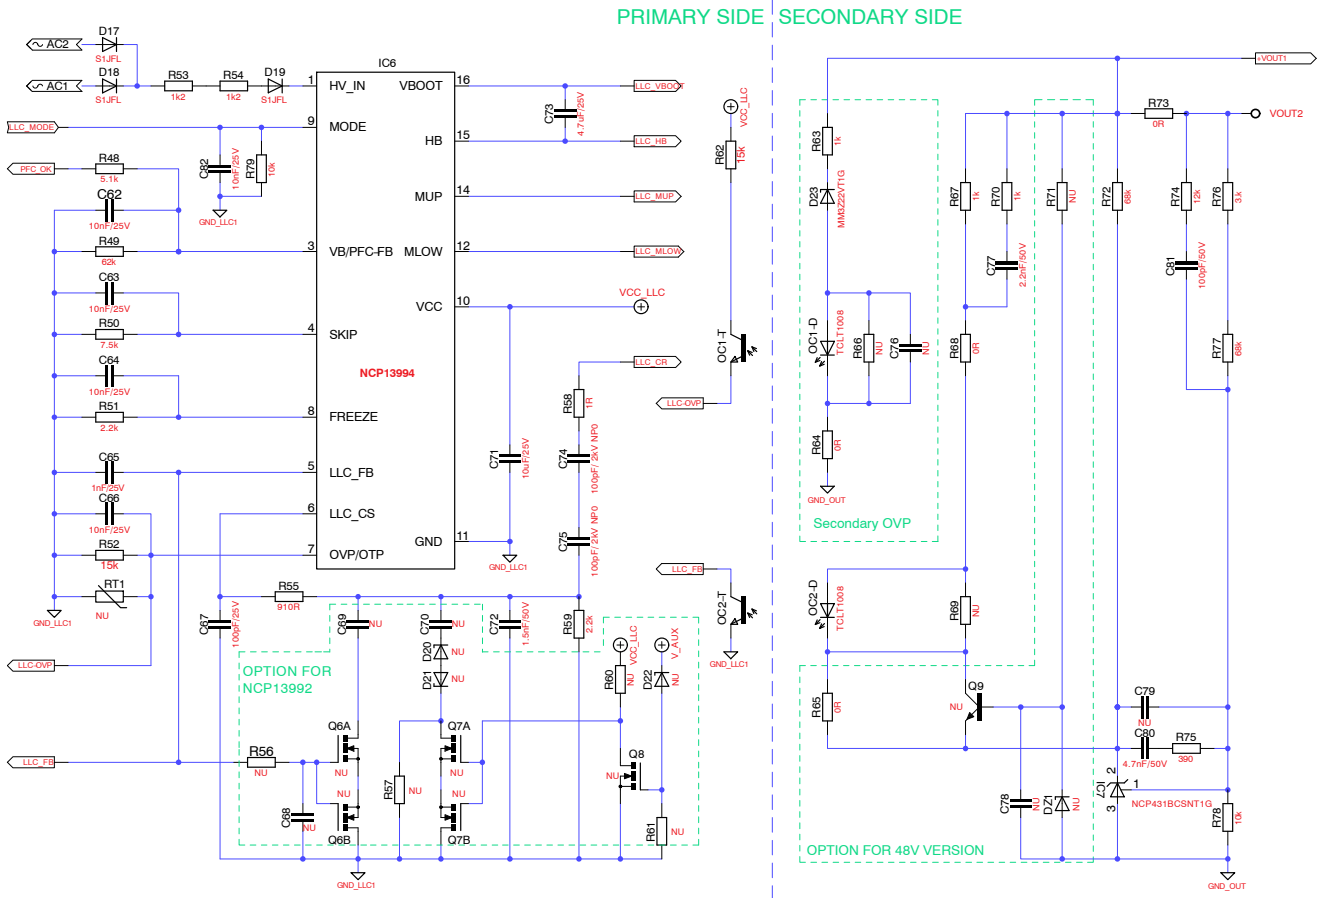 PRIMARY SIDE
SECONDARY SIDE
AC2
D17
S1JFL
AC1
D18
S1JFL
R53
1k2
R54
1k2
D19
S1JFL
IC6
NCP13994
1
HV_IN
9
MODE
3
VB/PFC-FB
4
SKIP
8
FREEZE
5
LLC_FB
6
LLC_CS
7
OVP/OTP
16
VBOOT
15
HB
14
MUP
12
MLOW
10
VCC
11
GND
LLC_MODE
PFC_OK
R48
5.1k
C62
10nF/25V
R49
62k
C63
10nF/25V
R50
7.5k
C64
10nF/25V
R51
2.2k
C65
1nF/25V
C66
10nF/25V
R52
15k
RT1
NU
GND_LLC1
LLC-OVP
LLC_FB
C82
10nF/25V
R79
10k
GND_LLC1
C73
4.7uF/25V
LLC_VBOOT
LLC_HB
LLC_MUP
LLC_MLOW
VCC_LLC
LLC_CR
C71
10uF/25V
GND_LLC1
R58
1R
C74
100pF/2kV NP0
C75
100pF/2kV NP0
R55
910R
C67
100pF/25V
C69
NU
C70
NU
D20
NU
D21
NU
C72
1.5nF/50V
R59
2.2k
OPTION FOR
NCP13992
R60
NU
VCC_LLC
V_AUX
D22
NU
Q6A
NU
Q6B
NU
Q7A
NU
Q7B
NU
Q8
NU
R56
NU
C68
NU
R57
NU
R61
NU
GND_LLC1
VCC_LLC
R62
15k
OC1-T
LLC-OVP
LLC_FB
OC2-T
GND_LLC1
R63
1k
D23
MM3Z22VT1G
OC1-D
TCLT1008
R66
NU
C76
NU
R64
0R
GND_OUT
Secondary OVP
R67
1k
R70
1k
C77
2.2nF/50V
R68
0R
R71
NU
R72
68k
R73
0R
+VOUT1
VOUT2
R74
12k
C81
100pF/50V
R76
3.k
R77
68k
OC2-D
TCLT1008
R69
NU
R65
0R
Q9
NU
C79
NU
C80
4.7nF/50V
R75
390
IC7
2
1
3
NCP431BCSNT1G
C78
NU
DZ1
NU
R78
10k
GND_OUT
OPTION FOR 48V VERSION